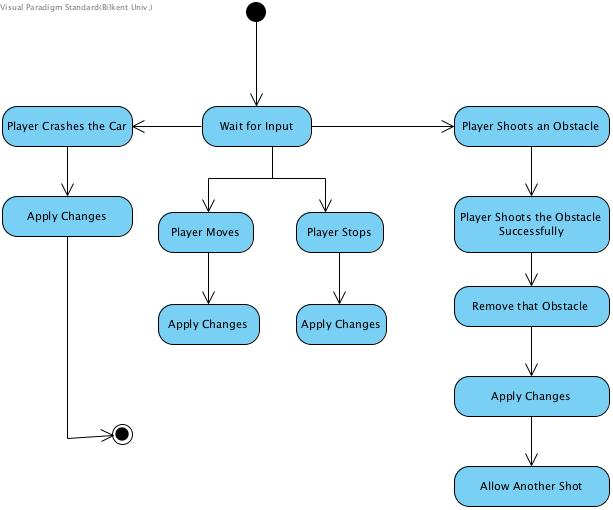 Visual Paradigm Standard(Bilkent Univ.)
Player Crashes the Car
Wait for Input
Player Shoots an Obstacle
Apply Changes
Player Moves
Player Stops
Player Shoots the Obstacle
Successfully
Remove that Obstacle
Apply Changes
Apply Changes
Apply Changes
Allow Another Shot